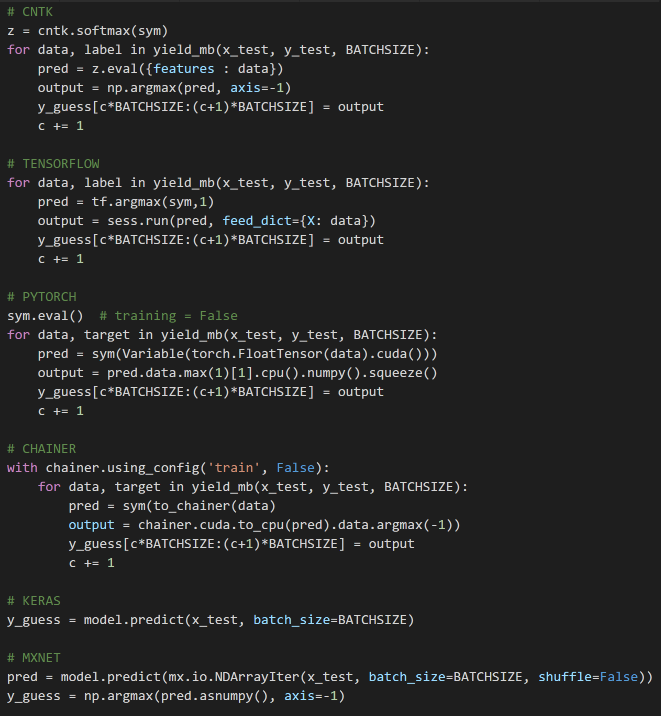 # CNTK
z = cntk.softmax(sym)
for data, label in yield_mb(x_test, y_test, BATCHSIZE):
    pred = z.eval({features : data})
    output = np.argmax(pred, axis=-1)
    y_guess[c*BATCHSIZE:(c+1)*BATCHSIZE] = output
    c += 1

# TENSORFLOW
for data, label in yield_mb(x_test, y_test, BATCHSIZE):
    pred = tf.argmax(sym,1)
    output = sess.run(pred, feed_dict={X: data})
    y_guess[c*BATCHSIZE:(c+1)*BATCHSIZE] = output
    c += 1

# PYTORCH
sym.eval()  # training = False
for data, target in yield_mb(x_test, y_test, BATCHSIZE):
    pred = sym(Variable(torch.FloatTensor(data).cuda()))
    output = pred.data.max(1)[1].cpu().numpy().squeeze()
    y_guess[c*BATCHSIZE:(c+1)*BATCHSIZE] = output
    c += 1

# CHAINER
with chainer.using_config('train', False):
    for data, target in yield_mb(x_test, y_test, BATCHSIZE):
        pred = sym(to_chainer(data)
        output = chainer.cuda.to_cpu(pred).data.argmax(-1))
        y_guess[c*BATCHSIZE:(c+1)*BATCHSIZE] = output
        c += 1

# KERAS
y_guess = model.predict(x_test, batch_size=BATCHSIZE)

# MXNET
pred = model.predict(mx.io.NDArrayIter(x_test, batch_size=BATCHSIZE, shuffle=False))
y_guess = np.argmax(pred.asnumpy(), axis=-1)